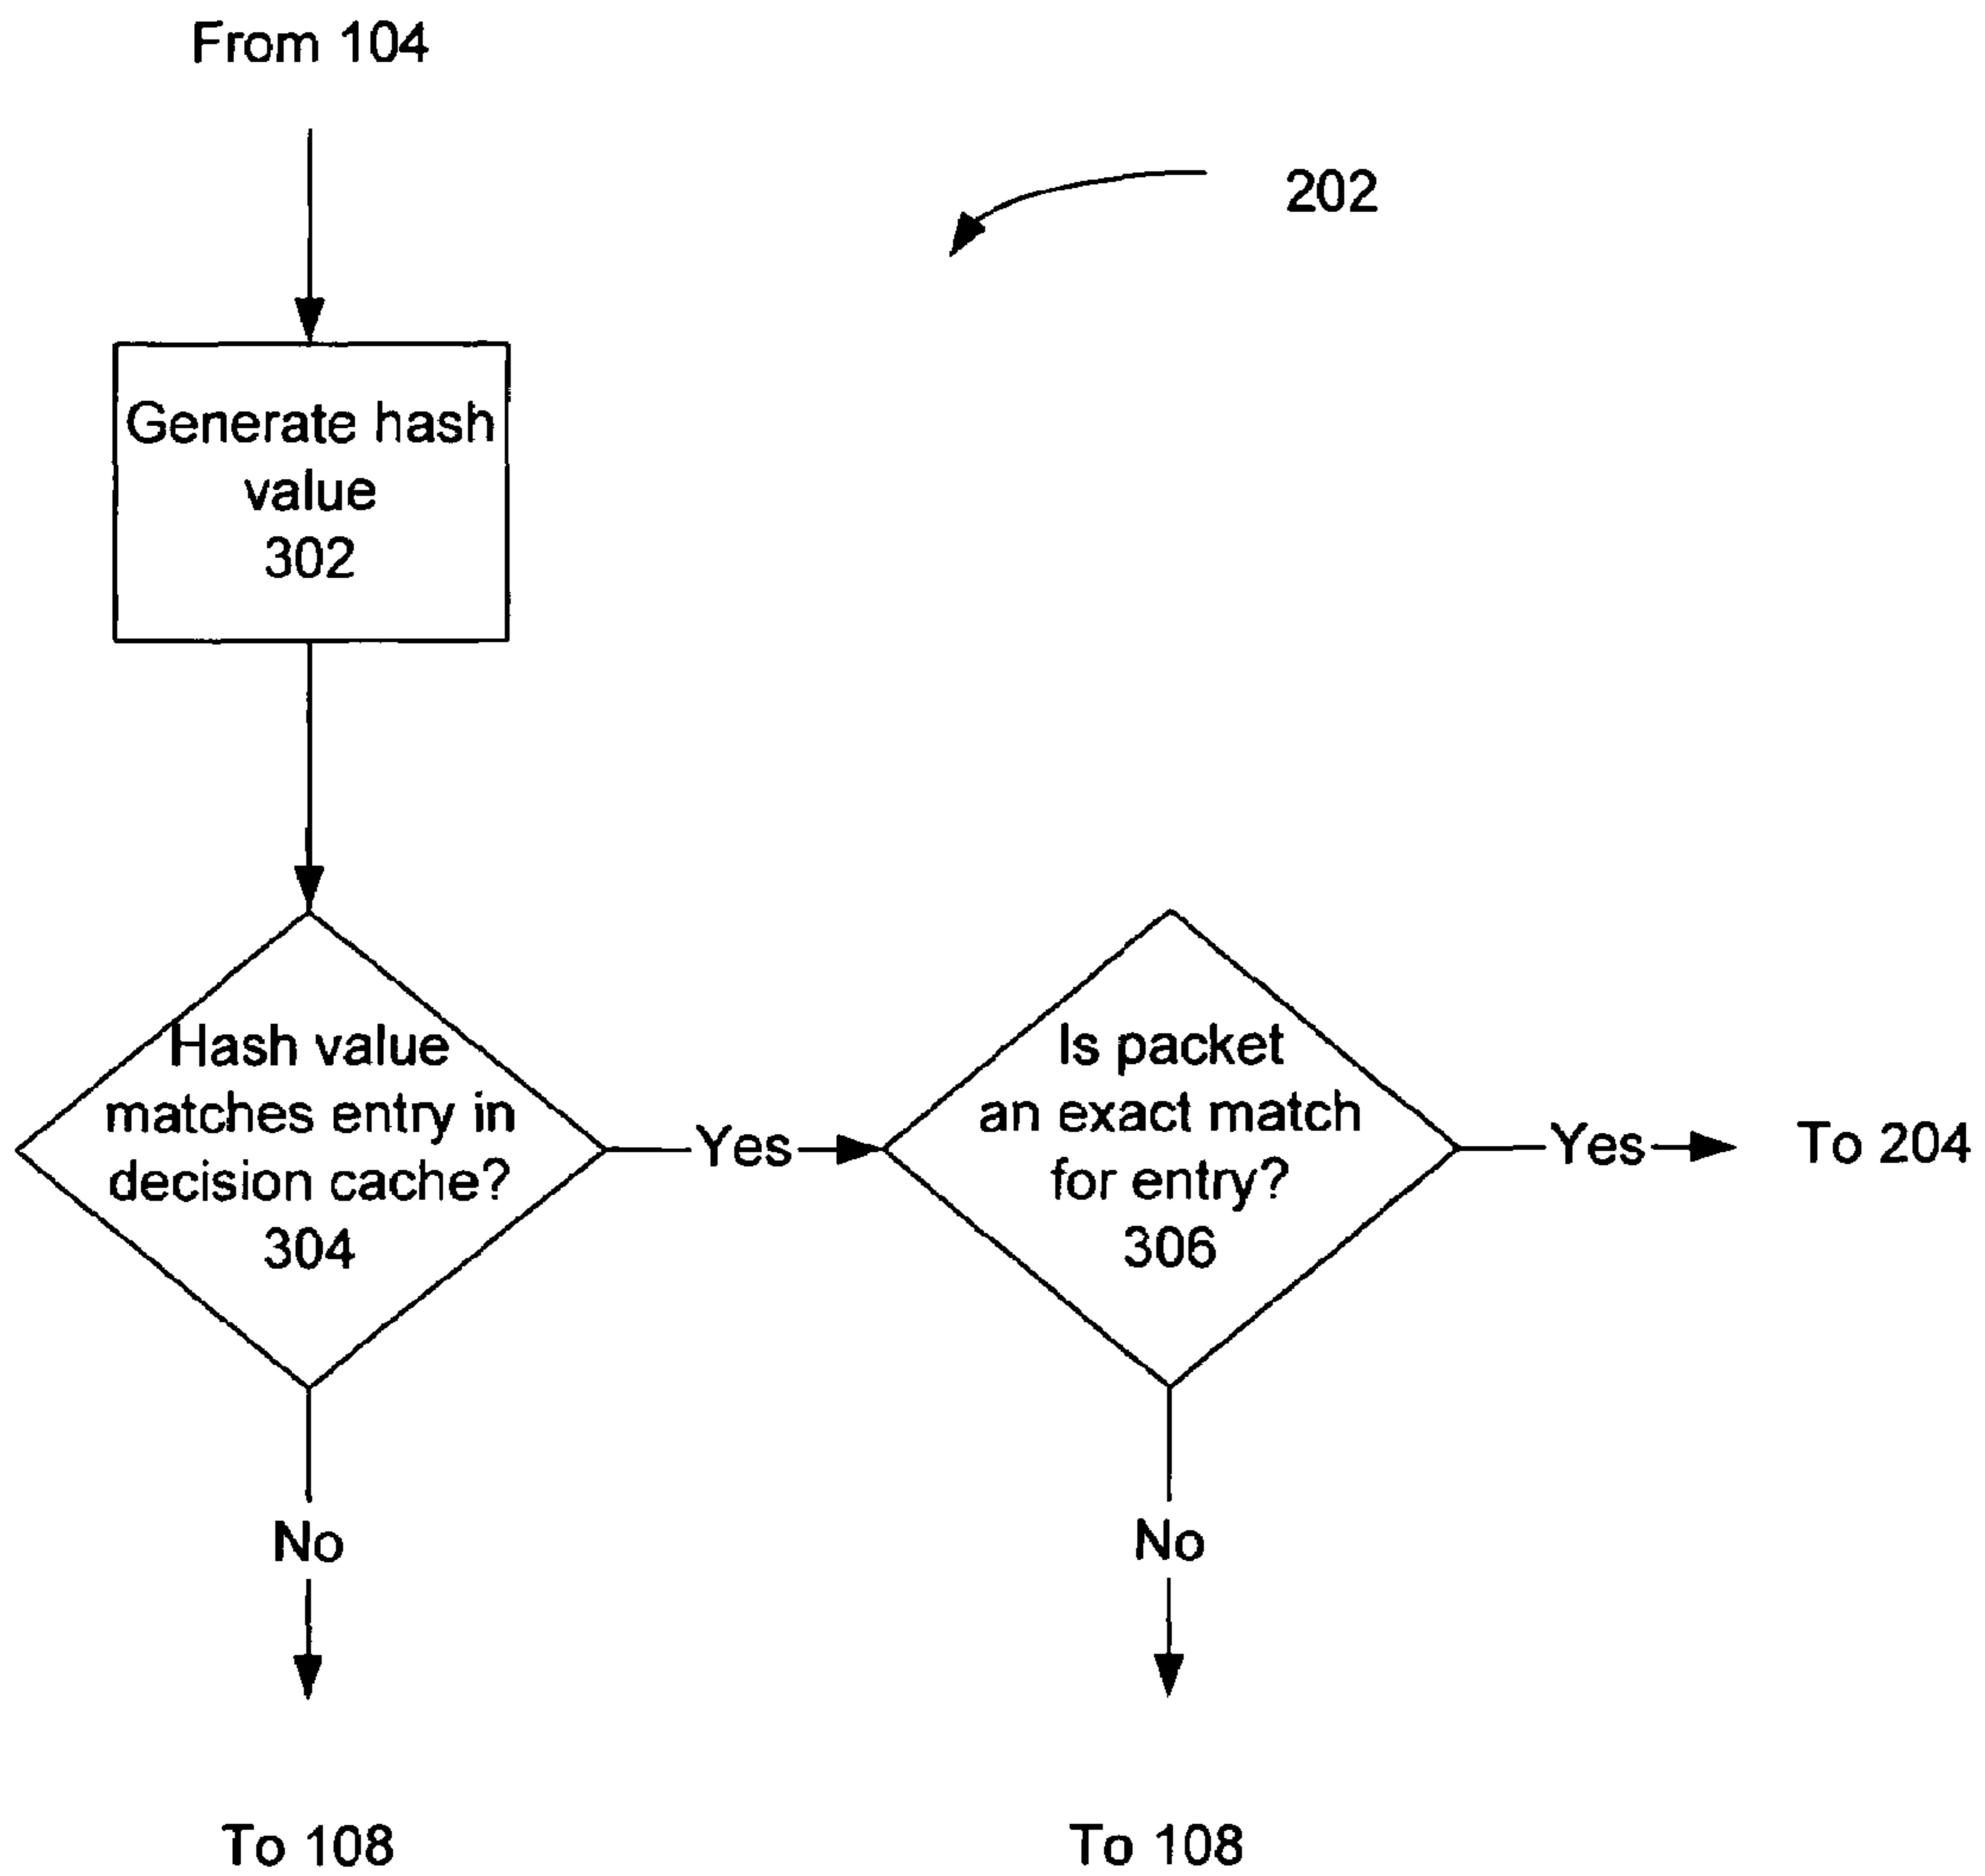 From 104
202
Generate hash
value
302
Hash value
matches entry in
decision cache?
304
Yes
Is packet
an exact match
for entry?
306
Yes
To 204
No
No
To 108
To 108